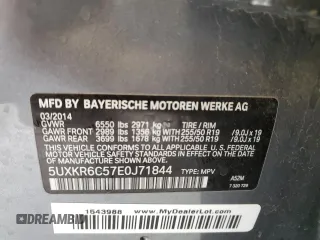 MFD BY BAYERISCHE MOTOREN WERKE AG
03/2014
GVWR 6550 lbs 2971 kg TIRE / RIM
GAWR FRONT 2989 lbs 1356 kg WITH 255/50 R19 / 9.0J x 19
GAWR REAR 3699 lbs 1678 kg WITH 255/50 R19 / 9.0J x 19
THIS VEHICLE CONFORMS TO ALL APPLICABLE
U.S. FEDERAL MOTOR VEHICLE SAFETY
STANDARDS IN EFFECT ON THE DATE
OF MANUFACTURE SHOWN ABOVE.
5UXKR6C57E0J71844 TYPE: MPV
A5ZM
1543988
MyDealerLot.com
DREAMBID